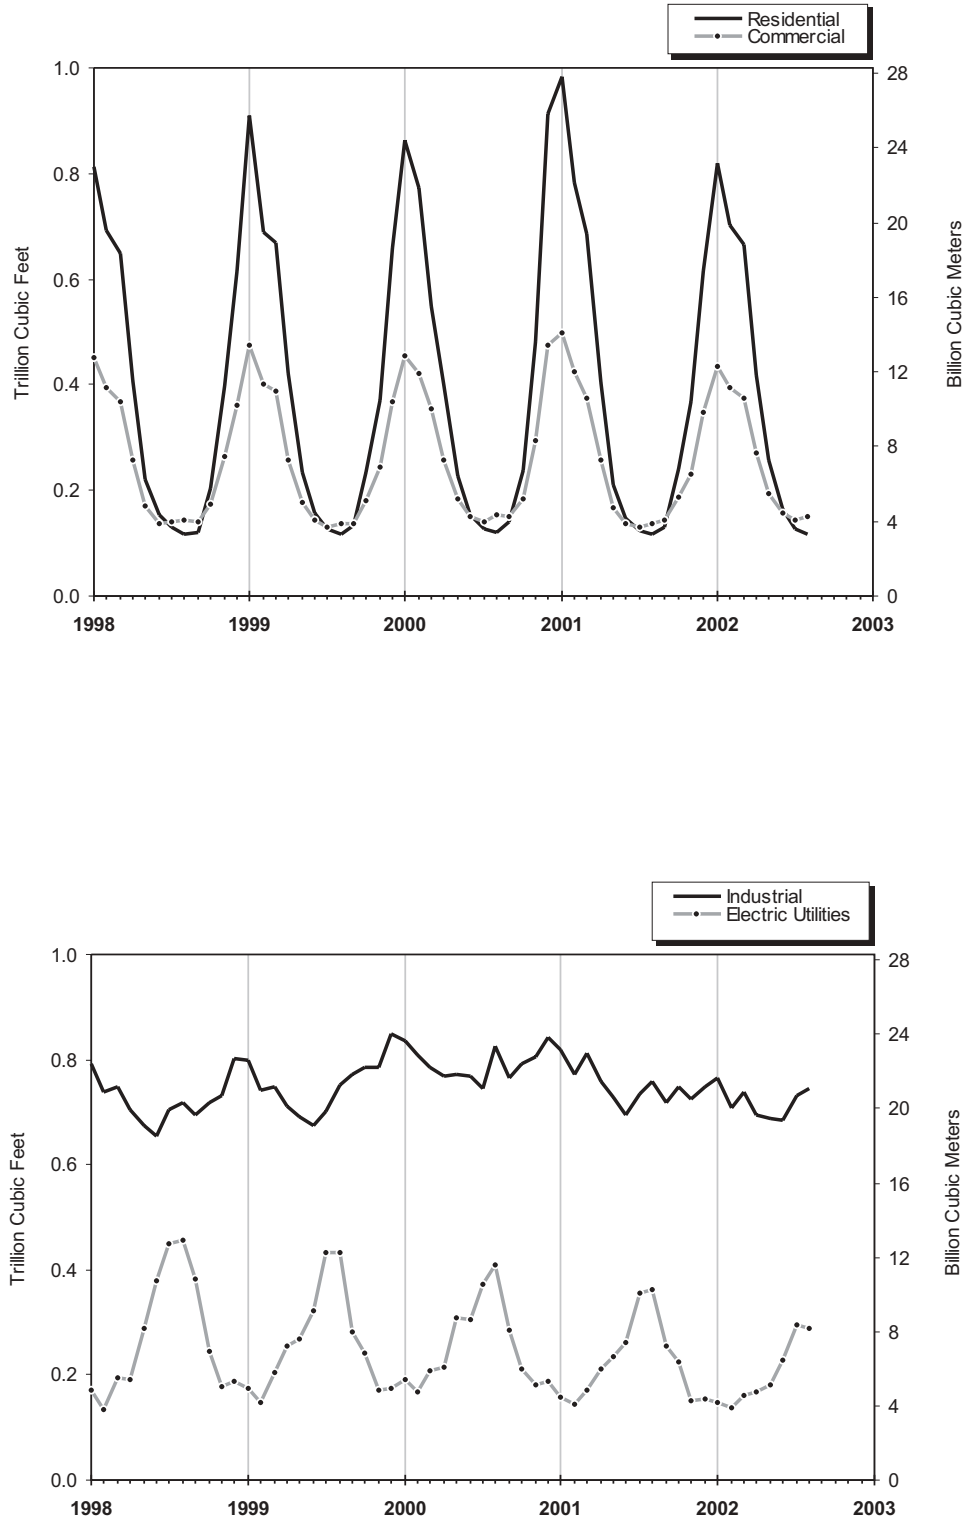 Residential
Commercial
1.0
0.8
0.6
0.4
0.2
0.0
Trillion Cubic Feet
28
24
20
16
12
8
4
0
Billion Cubic Meters
1998 1999 2000 2001 2002 2003
Industrial
Electric Utilities
1.0
0.8
0.6
0.4
0.2
0.0
Trillion Cubic Feet
28
24
20
16
12
8
4
0
Billion Cubic Meters
1998 1999 2000 2001 2002 2003